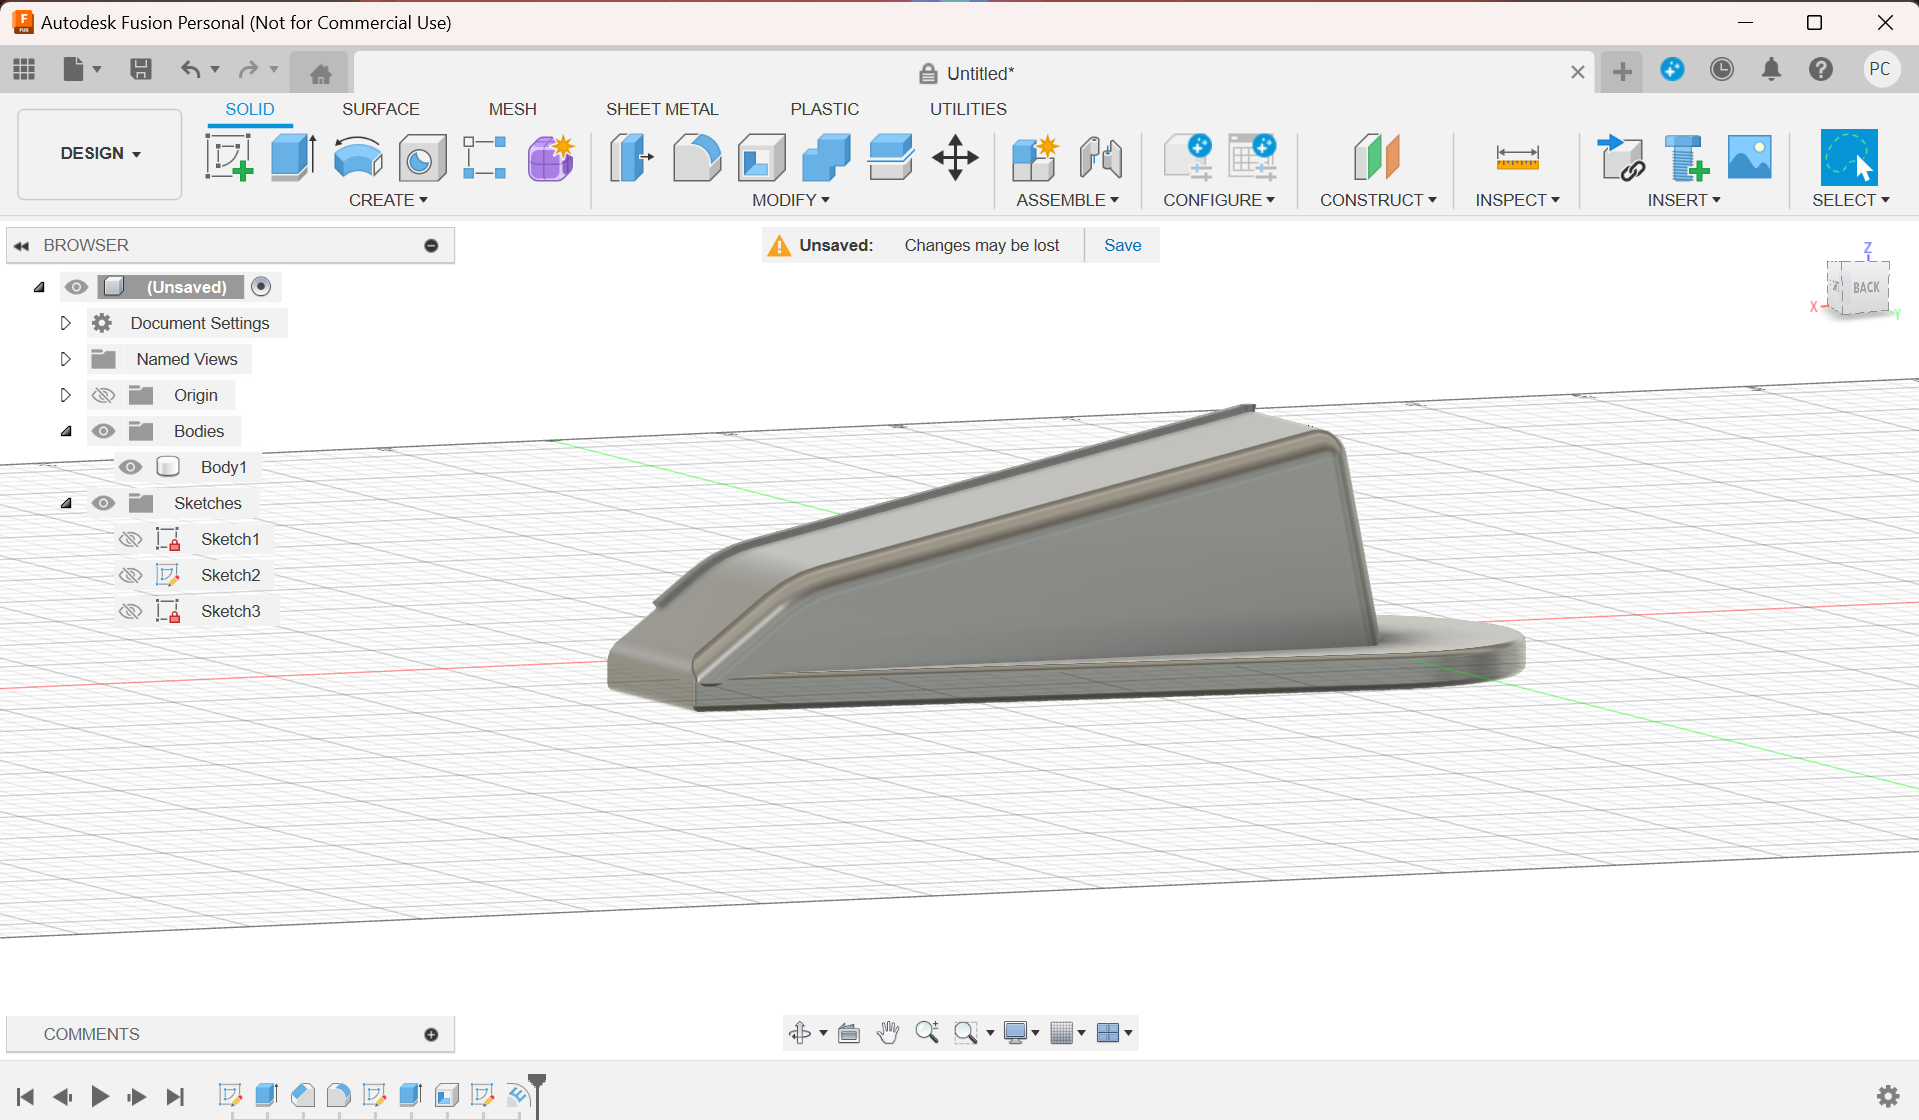 Autodesk Fusion Personal (Not for Commercial Use)
Untitled*
PC
DESIGN
SOLID SURFACE MESH SHEET METAL PLASTIC UTILITIES
CREATE MODIFY ASSEMBLE CONFIGURE CONSTRUCT INSPECT INSERT SELECT
BROWSER
Unsaved: Changes may be lost Save
(Unsaved)
Document Settings
Named Views
Origin
Bodies
Body1
Sketches
Sketch1
Sketch2
Sketch3
Z
BACK
X
Y
COMMENTS